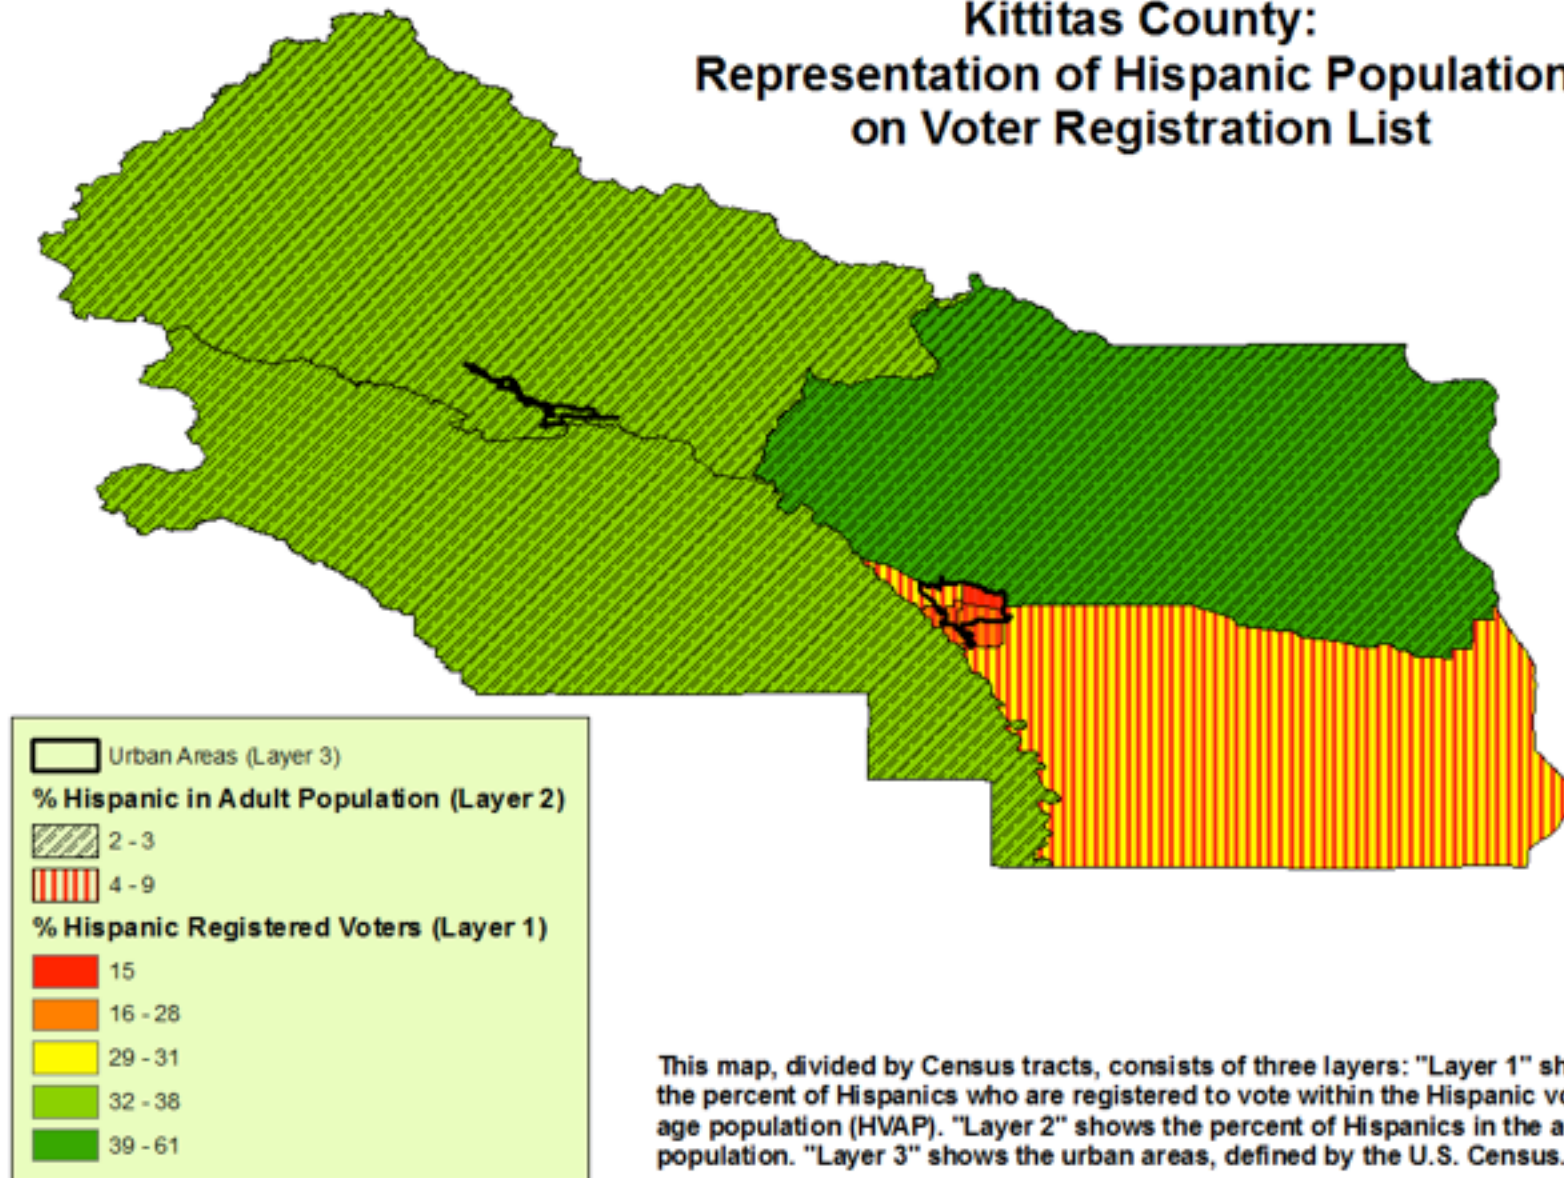 Kittitas County:
Representation of Hispanic Population
on Voter Registration List
Urban Areas (Layer 3)
% Hispanic in Adult Population (Layer 2)
2 - 3
4 - 9
% Hispanic Registered Voters (Layer 1)
15
16 - 28
29 - 31
32 - 38
39 - 61
This map, divided by Census tracts, consists of three layers: "Layer 1"
the percent of Hispanics who are registered to vote within the Hispanic
age population (HVAP). "Layer 2" shows the percent of Hispanics in the
population. "Layer 3" shows the urban areas, defined by the U.S. Census.